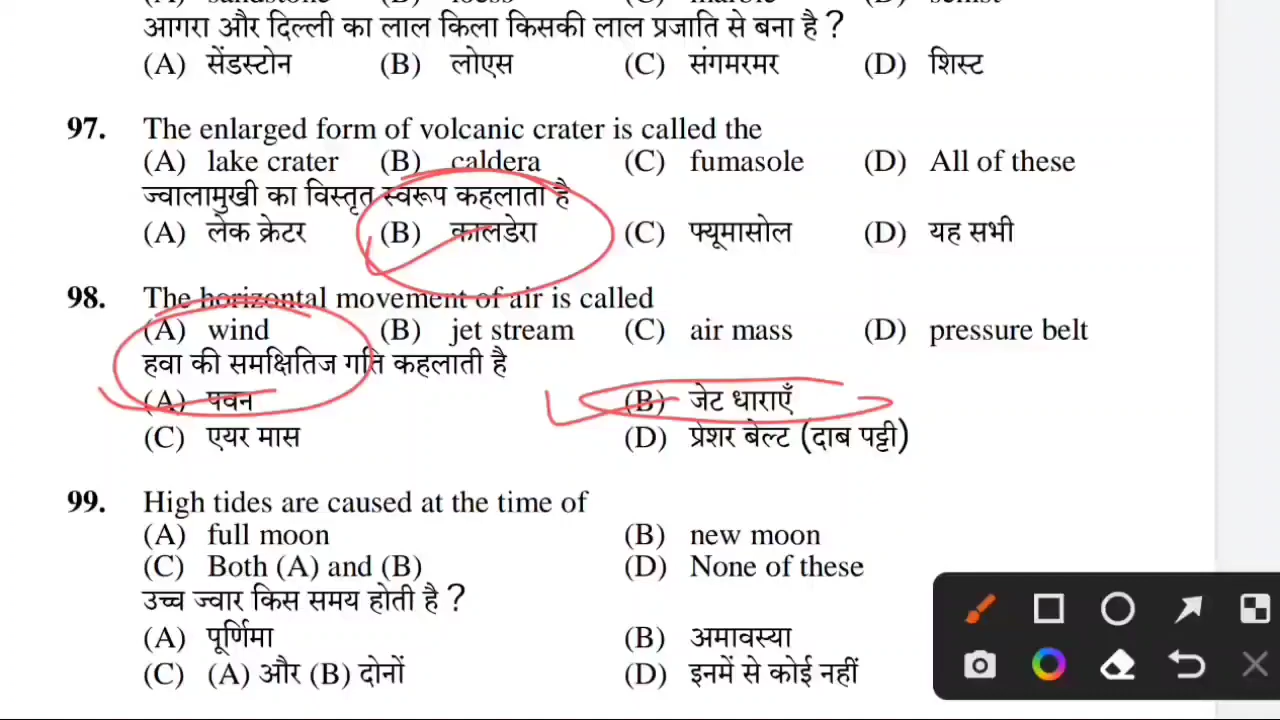 (A) sandstone (B) loess (C) marble (D) schist
आगरा और दिल्ली का लाल किला किसकी लाल प्रजाति से बना है ?
(A) सेंडस्टोन (B) लोएस (C) संगमरमर (D) शिस्ट
97. The enlarged form of volcanic crater is called the
(A) lake crater (B) caldera (C) fumasole (D) All of these
ज्वालामुखी का विस्तृत स्वरूप कहलाता है
(A) लेक क्रेटर (B) कालडेरा (C) फ्यूमासोल (D) यह सभी
98. The horizontal movement of air is called
(A) wind (B) jet stream (C) air mass (D) pressure belt
हवा की समक्षितिज गति कहलाती है
(A) पवन (B) जेट धाराएँ
(C) एयर मास (D) प्रेशर बेल्ट (दाब पट्टी)
99. High tides are caused at the time of
(A) full moon (B) new moon
(C) Both (A) and (B) (D) None of these
उच्च ज्वार किस समय होती है ?
(A) पूर्णिमा (B) अमावस्या
(C) (A) और (B) दोनों (D) इनमें से कोई नहीं